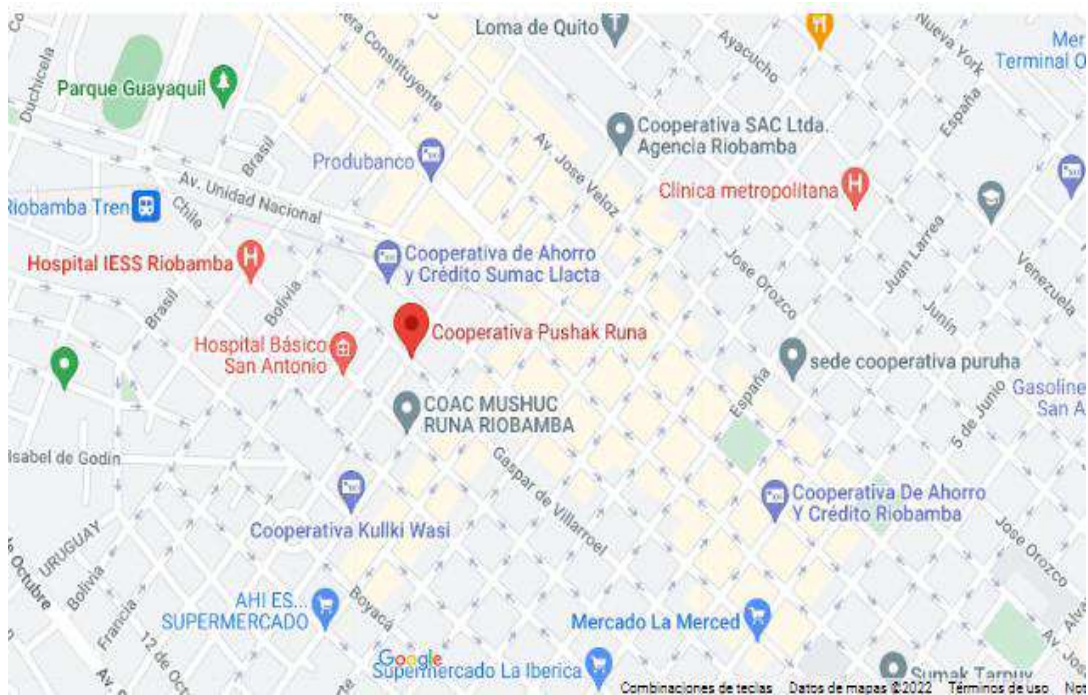 Loma de Quito
Ayacucho
Nueva York
Mer
Terminal O
Duchicela
era Constituyente
España
Parque Guayaquil
Brasil
Produbanco
Av. Jose Veloz
Cooperativa SAC Ltda.
Agencia Riobamba
Clinica metropolitana
Av. Unidad Nacional
Riobamba Tren
Chile
Juan Larrea
Venezuela
Hospital IESS Riobamba
Cooperativa de Ahorro
y Crédito Sumac Llacta
Jose Orozco
Junín
Brasil
Bolivia
Cooperativa Pushak Runa
Hospital Básico
San Antonio
sede cooperativa puruha
España
5 de Junio
Gasoline
San A
COAC MUSHUC
RUNA RIOBAMBA
Isabel de Godin
Gaspar de Villarroel
Cooperativa Kullki Wasi
Cooperativa De Ahorro
Y Crédito Riobamba
Jose Orozco
URUGUAY
Octubre
Bolivia
Francia
12 de Oct
AHI ES...
SUPERMERCADO
Boyacá
Mercado La Merced
Google
Supermercado La Iberica
Sumak Tarpuy
Combinaciones de teclas Datos de mapas ©2022 Términos de uso